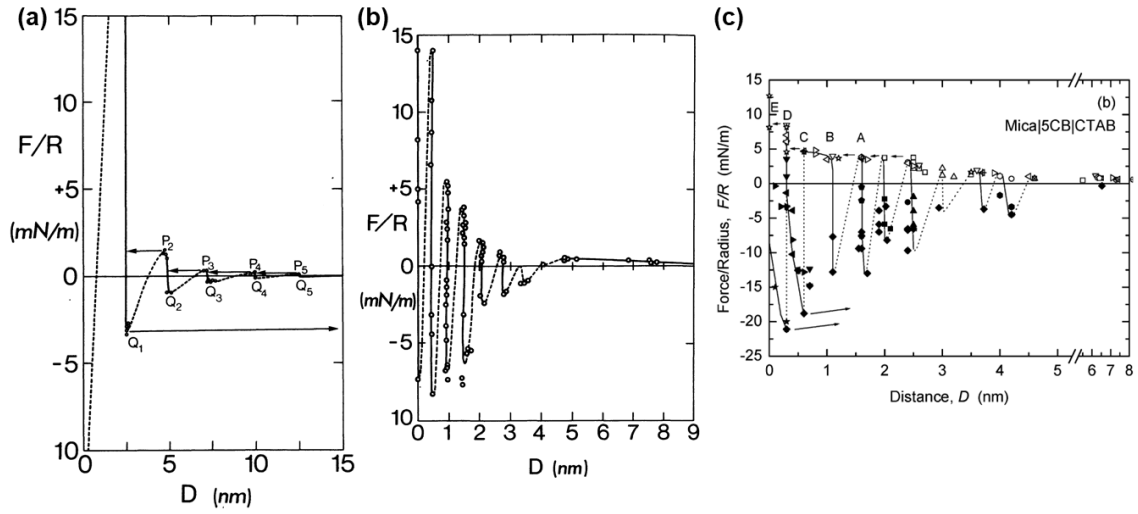 (a)
15
10
F/R
+5
(mN/m)
0
-5
10
P2
P3
P4
P5
Q1
Q2
Q3
Q4
Q5
0
5
10
15
D (nm)
(b)
15
10
+5
F/R
0
(mN/m)
-5
10
0 1 2 3 4 5 6 7 8 9
D (nm)
(c)
(b)
Mica|5CB|CTAB
E
D
C
B
A
15
10
5
0
-5
-10
-15
-20
-25
Force/Radius, F/R (mN/m)
0 1 2 3 4 5 6 7 8
Distance, D (nm)